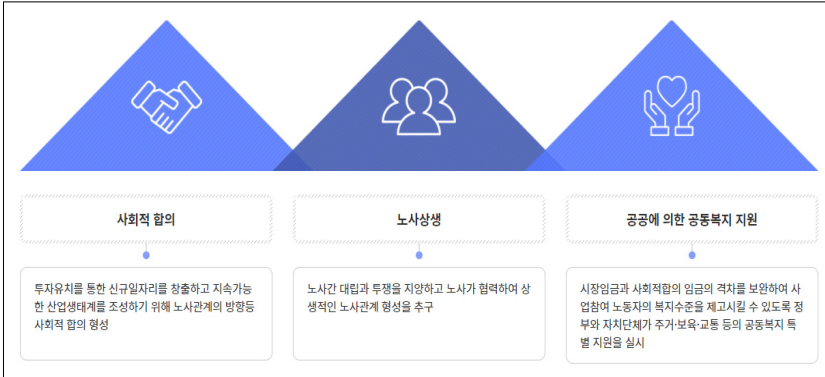 사회적 합의
투자유치를 통한 신규일자리를 창출하고 지속가능
한 산업생태계를 조성하기 위해 노사관계의 방향등
사회적 합의 형성
노사상생
노사간 대립과 투쟁을 지양하고 노사가 협력하여 상
생적인 노사관계 형성을 추구
공공에 의한 공동복지 지원
시장임금과 사회적합의 임금의 격차를 보완하여 사
업참여 노동자의 복지수준을 제고시킬 수 있도록 정
부와 자치단체가 주거·보육·교통 등의 공동복지 특
별 지원을 실시